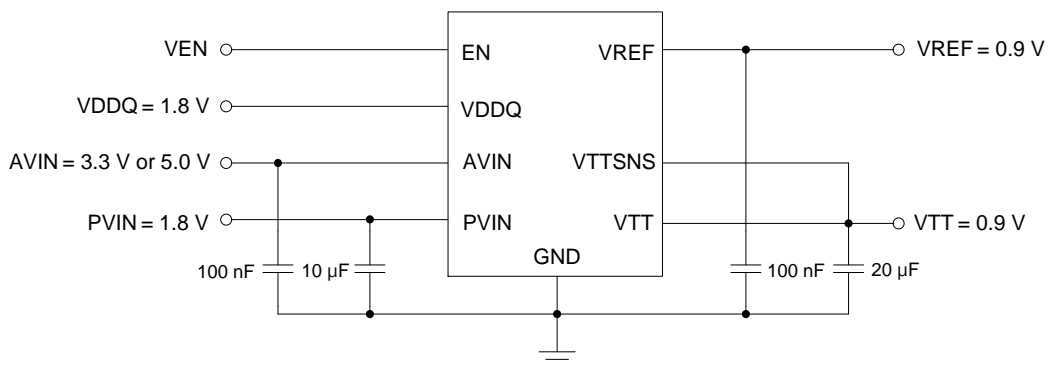 VEN
EN
VREF
VREF = 0.9 V
VDDQ = 1.8 V
VDDQ
AVIN = 3.3 V or 5.0 V
AVIN
VTTSNS
PVIN = 1.8 V
PVIN
VTT
VTT = 0.9 V
GND
100 nF
10 µF
100 nF
20 µF